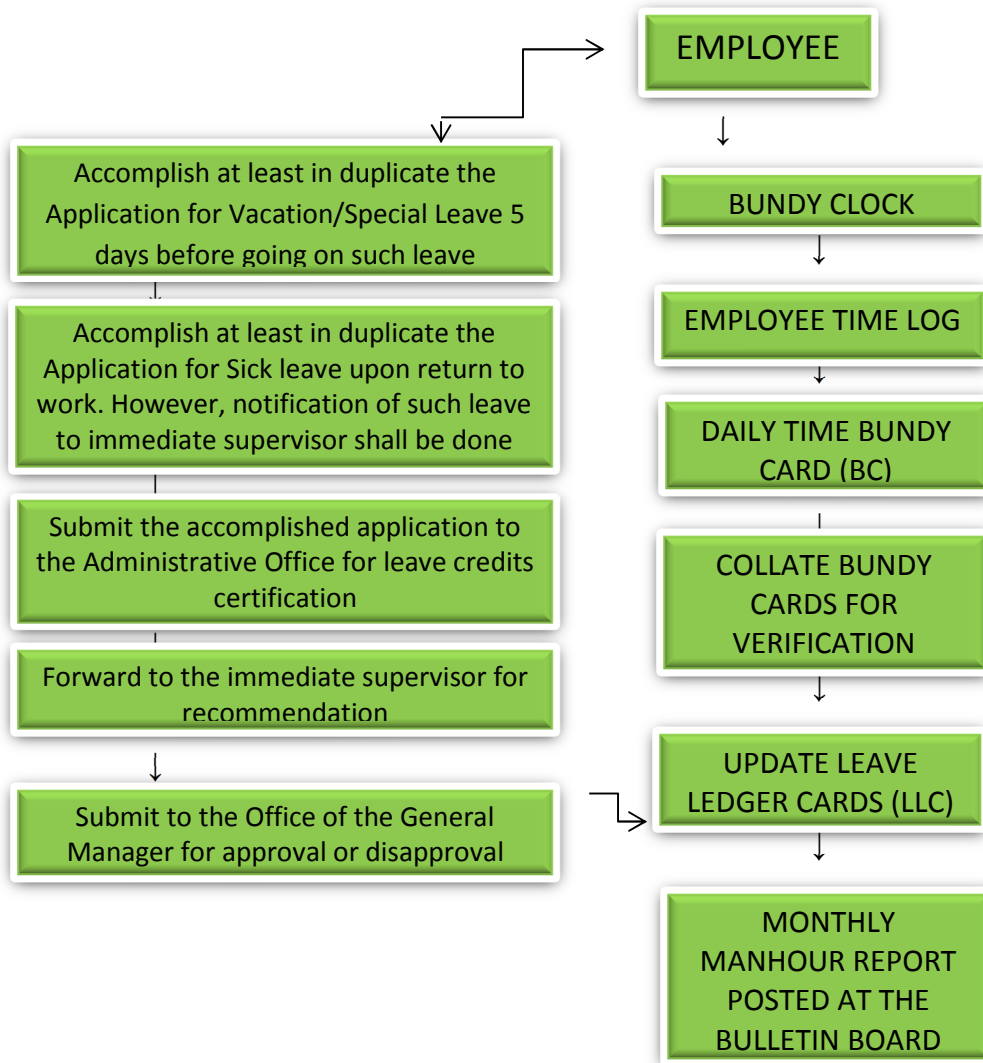 EMPLOYEE
Accomplish at least in duplicate the
Application for Vacation/Special Leave 5
days before going on such leave
Accomplish at least in duplicate the
Application for Sick leave upon return to
work. However, notification of such leave
to immediate supervisor shall be done
Submit the accomplished application to
the Administrative Office for leave credits
certification
Forward to the immediate supervisor for
recommendation
Submit to the Office of the General
Manager for approval or disapproval
BUNDY CLOCK
EMPLOYEE TIME LOG
DAILY TIME BUNDY
CARD (BC)
COLLATE BUNDY
CARDS FOR
VERIFICATION
UPDATE LEAVE
LEDGER CARDS (LLC)
MONTHLY
MANHOUR REPORT
POSTED AT THE
BULLETIN BOARD